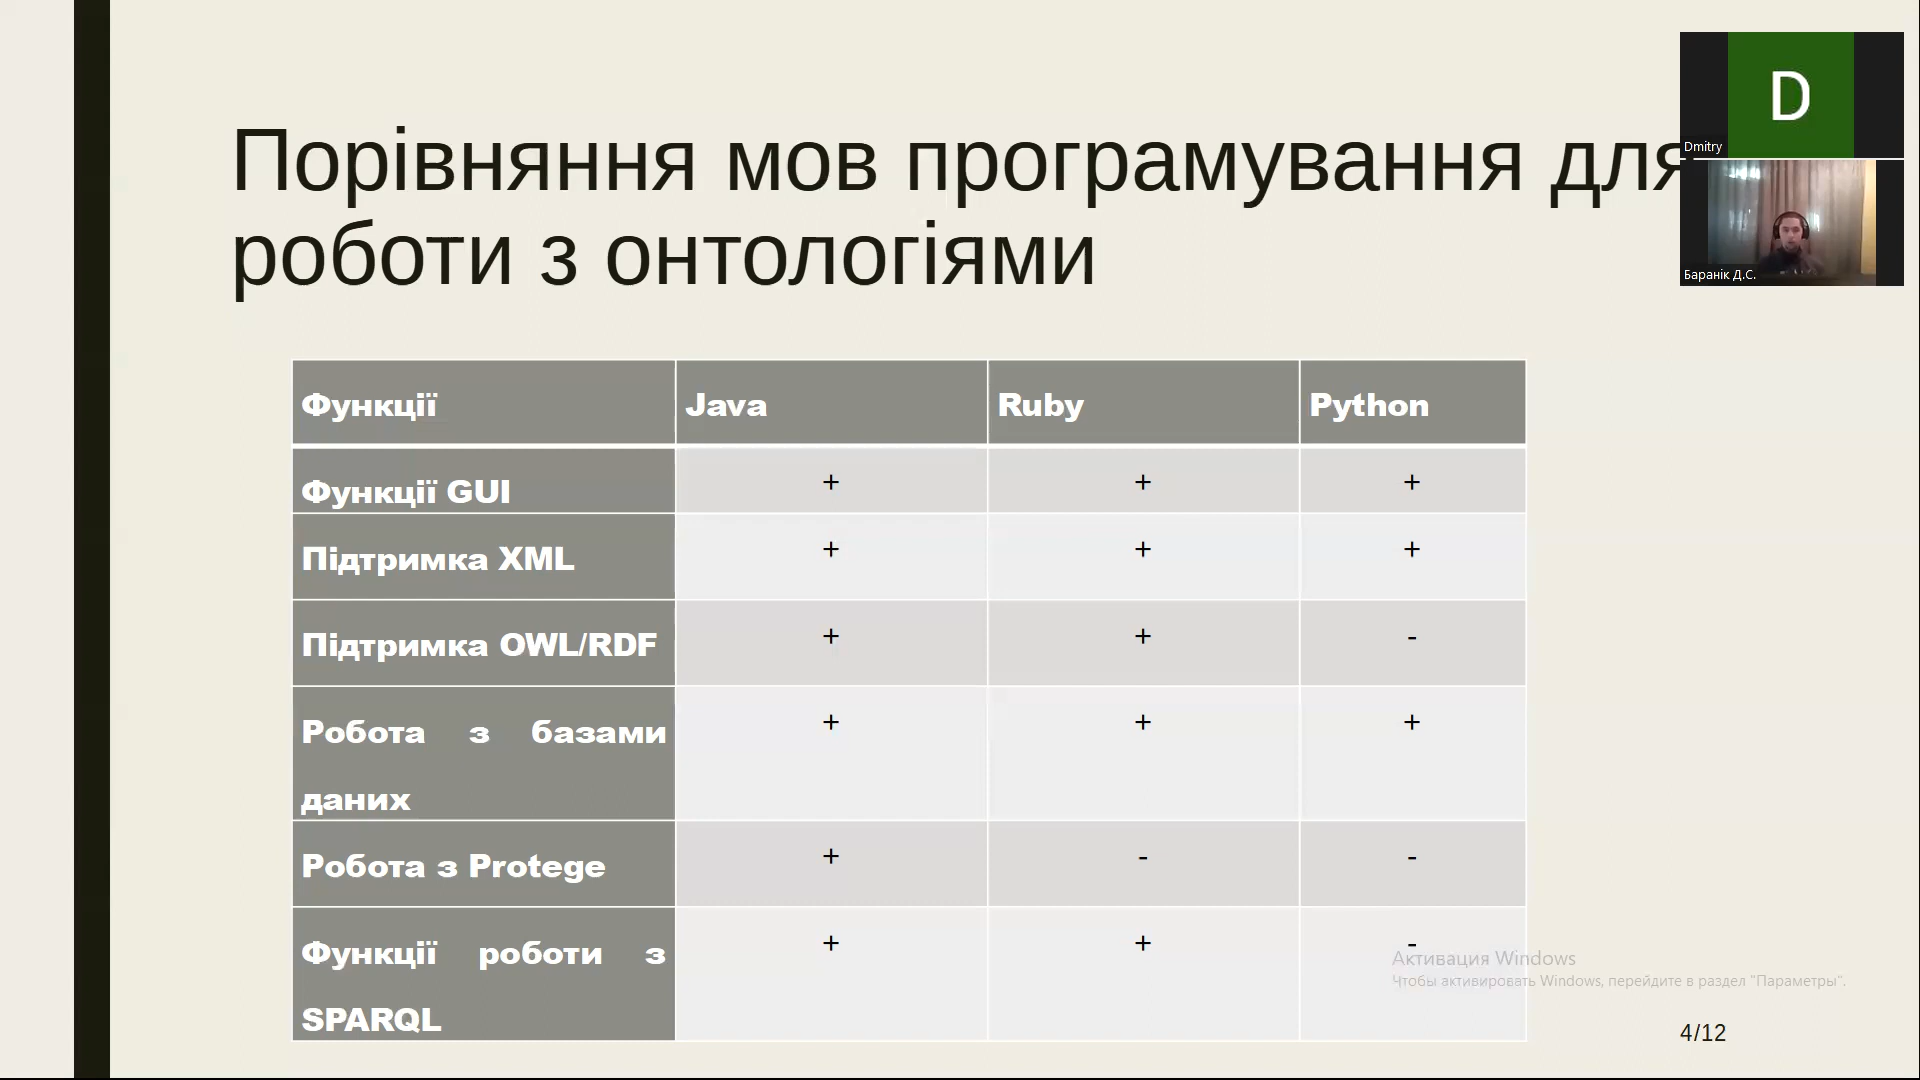 Порівняння мов програмування для
роботи з онтологіями
D
Dmitry
Баранік Д.С.
Функції Java Ruby Python
Функції GUI + + +
Підтримка XML + + +
Підтримка OWL/RDF + + -
Робота з базами + + +
даних
Робота з Protege + - -
Функції роботи з + + -
SPARQL
Активация Windows
Чтобы активировать Windows, перейдите в раздел "Параметры".
4/12